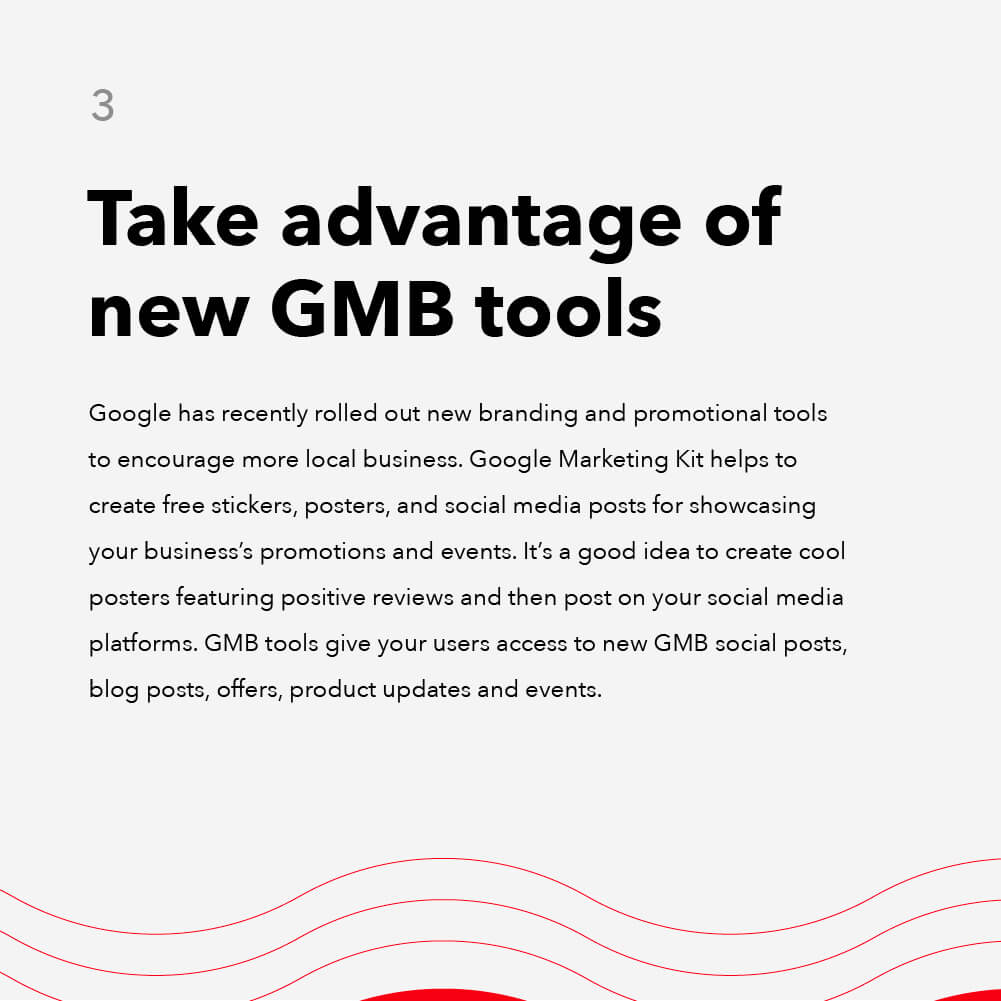 3
Take advantage of
new GMB tools
Google has recently rolled out new branding and promotional tools
to encourage more local business. Google Marketing Kit helps to
create free stickers, posters, and social media posts for showcasing
your business’s promotions and events. It’s a good idea to create cool
posters featuring positive reviews and then post on your social media
platforms. GMB tools give your users access to new GMB social posts,
blog posts, offers, product updates and events.